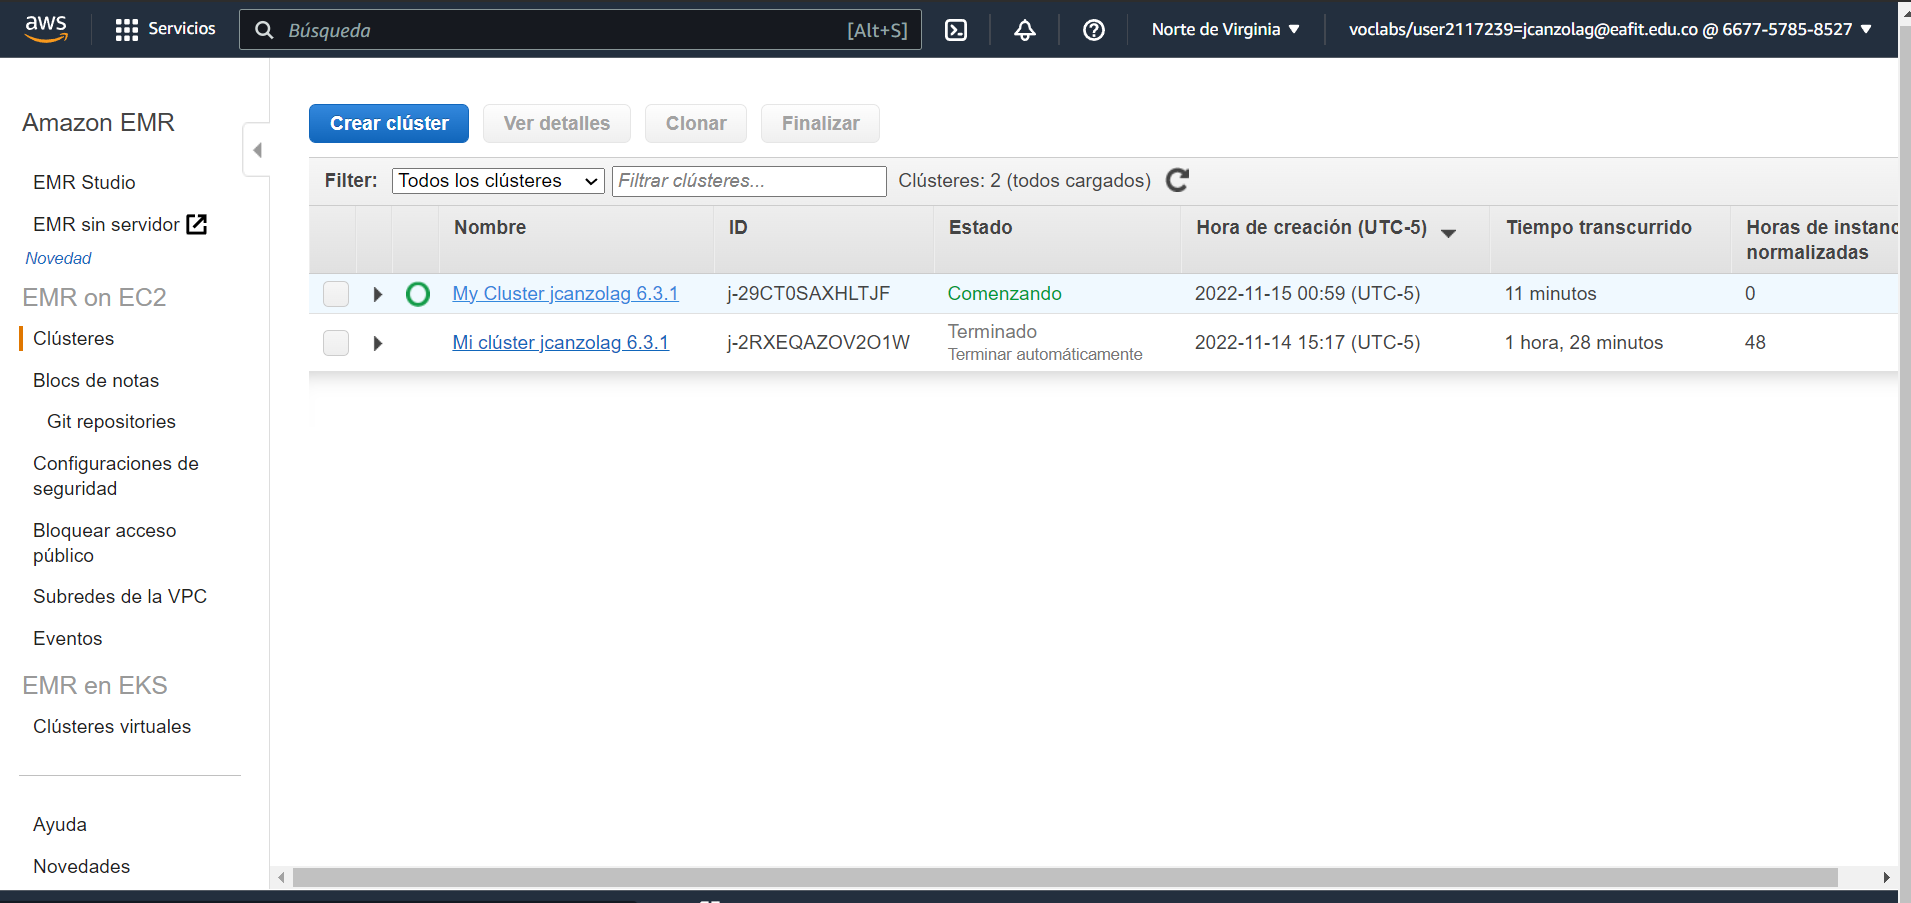 aws
Servicios
Búsqueda
[Alt+S]
Norte de Virginia
voclabs/user2117239=jcanzolag@eafit.edu.co @ 6677-5785-8527
Amazon EMR
EMR Studio
EMR sin servidor
Novedad
EMR on EC2
Clústeres
Blocs de notas
Git repositories
Configuraciones de
seguridad
Bloquear acceso
público
Subredes de la VPC
Eventos
EMR en EKS
Clústeres virtuales
Ayuda
Novedades
Crear clúster
Ver detalles
Clonar
Finalizar
Filter:
Todos los clústeres
Filtrar clústeres...
Clústeres: 2 (todos cargados)
Nombre
ID
Estado
Hora de creación (UTC-5)
Tiempo transcurrido
Horas de instanc
normalizadas
My Cluster jcanzolag 6.3.1
j-29CT0SAXHLTJF
Comenzando
2022-11-15 00:59 (UTC-5)
11 minutos
0
Mi clúster jcanzolag 6.3.1
j-2RXEQAZOV2O1W
Terminado
Terminar automáticamente
2022-11-14 15:17 (UTC-5)
1 hora, 28 minutos
48